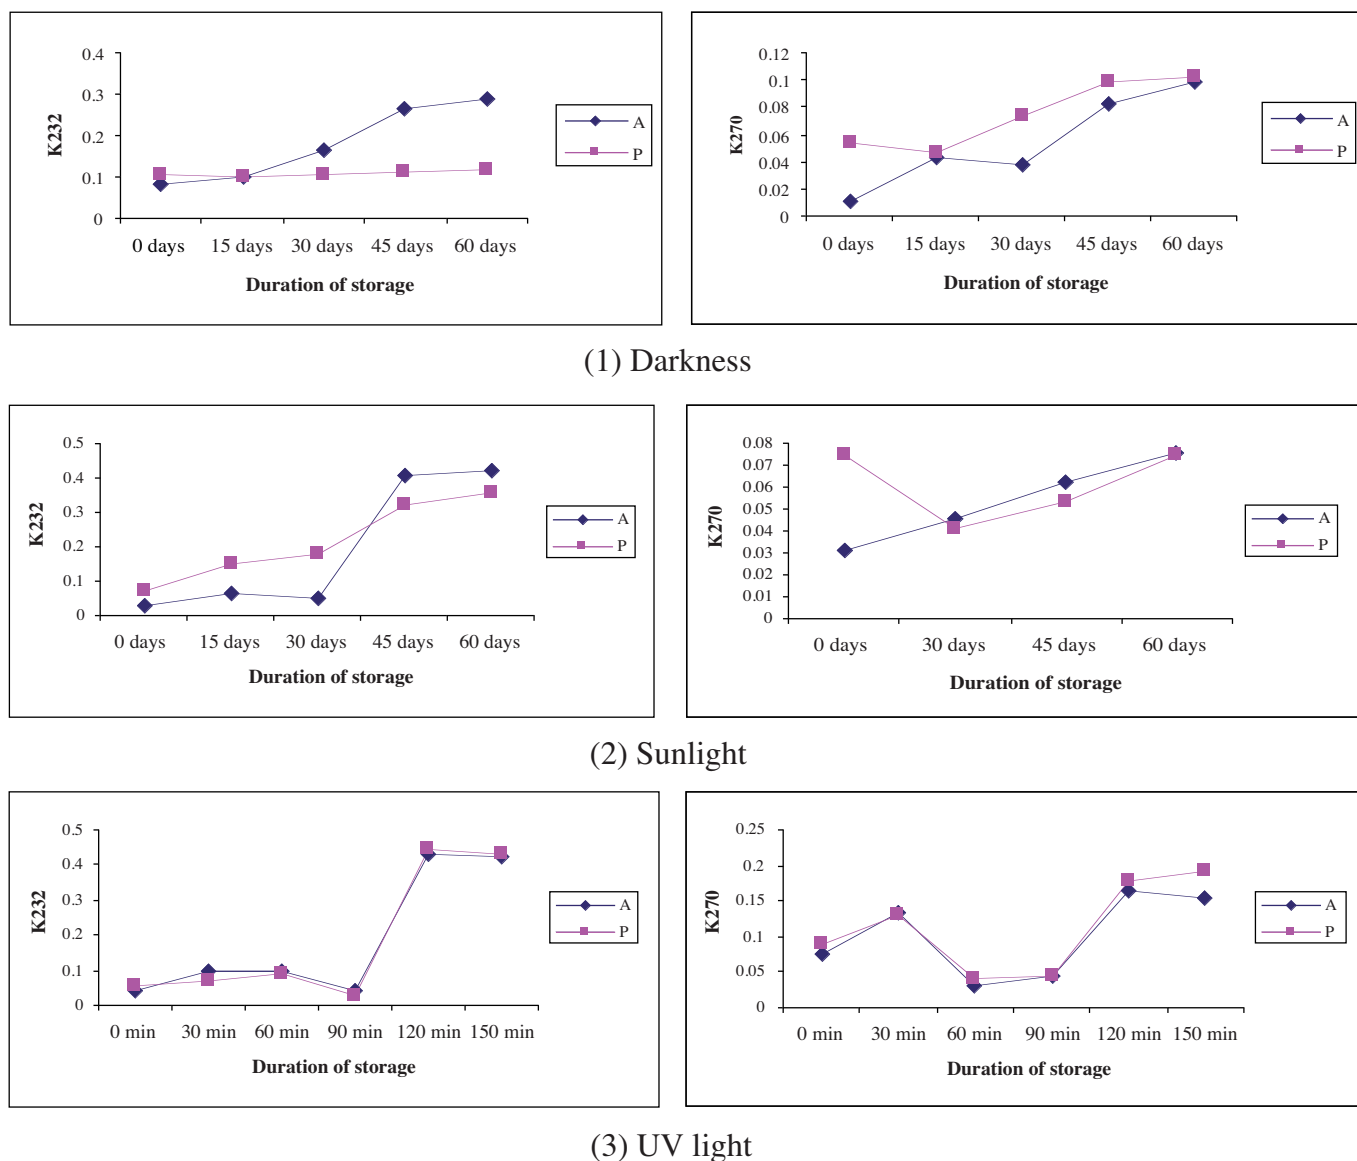 0.4
0.3
0.2
0.1
0
K232
0 days 15 days 30 days 45 days 60 days
Duration of storage
A
P
0.12
0.1
0.08
0.06
0.04
0.02
0
K270
0 days 15 days 30 days 45 days 60 days
Duration of storage
A
P
(1) Darkness
0.5
0.4
0.3
0.2
0.1
0
K232
0 days 15 days 30 days 45 days 60 days
Duration of storage
A
P
0.08
0.07
0.06
0.05
0.04
0.03
0.02
0.01
0
K270
0 days 30 days 45 days 60 days
Duration of storage
A
P
(2) Sunlight
0.5
0.4
0.3
0.2
0.1
0
K232
0 min 30 min 60 min 90 min 120 min 150 min
Duration of storage
A
P
0.25
0.2
0.15
0.1
0.05
0
K270
0 min 30 min 60 min 90 min 120 min 150 min
Duration of storage
A
P
(3) UV light